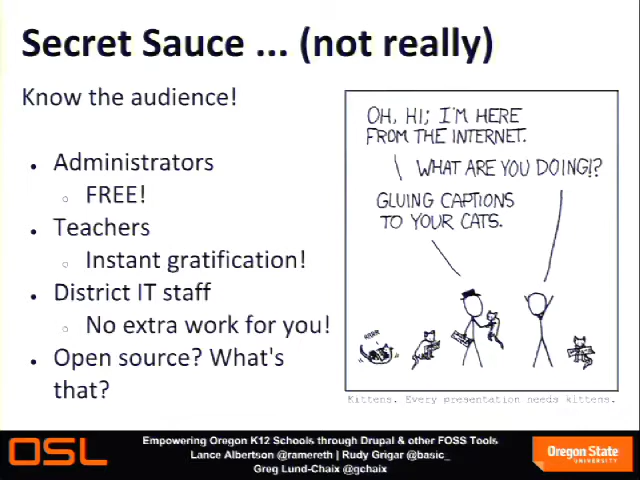 Secret Sauce ... (not really)
Know the audience!
• Administrators
○ FREE!
• Teachers
○ Instant gratification!
• District IT staff
○ No extra work for you!
• Open source? What's
that?
OH, HI; I'M HERE
FROM THE INTERNET.
WHAT ARE YOU DOING!?
GLUING CAPTIONS
TO YOUR CATS.
Kittens. Every presentation needs kittens.
OSL
Empowering Oregon K12 Schools through Drupal & other FOSS Tools
Lance Albertson @ramereth | Rudy Grigar @basic_
Greg Lund-Chaix @gchaix
Oregon State
UNIVERSITY